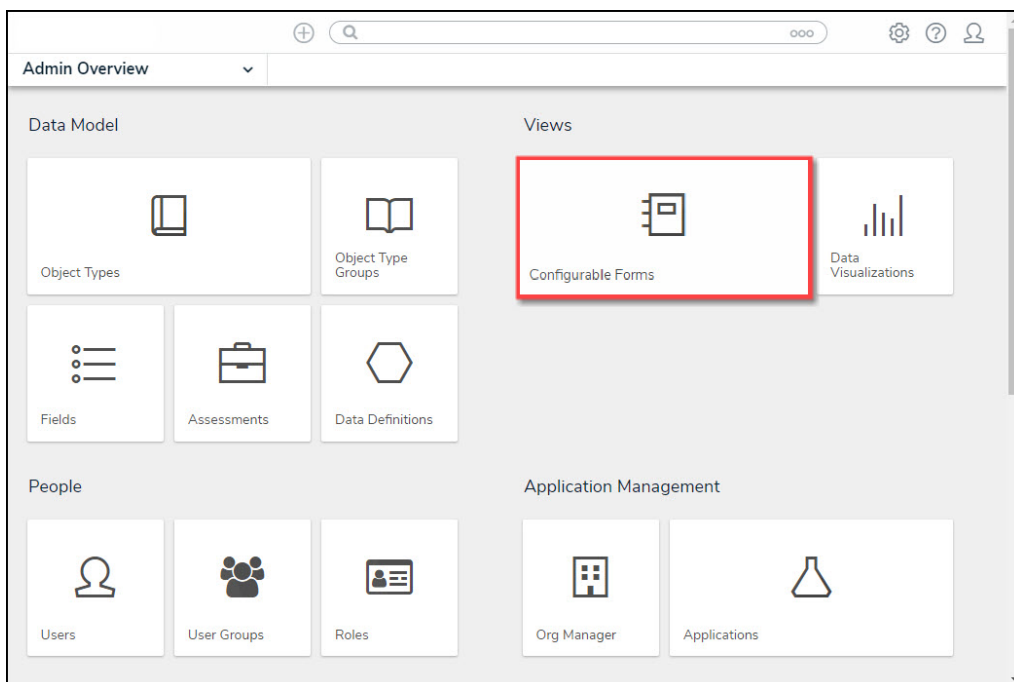 Admin Overview
Data Model
Views
Object Types
Object Type
Groups
Configurable Forms
Data
Visualizations
Fields
Assessments
Data Definitions
People
Application Management
Users
User Groups
Roles
Org Manager
Applications